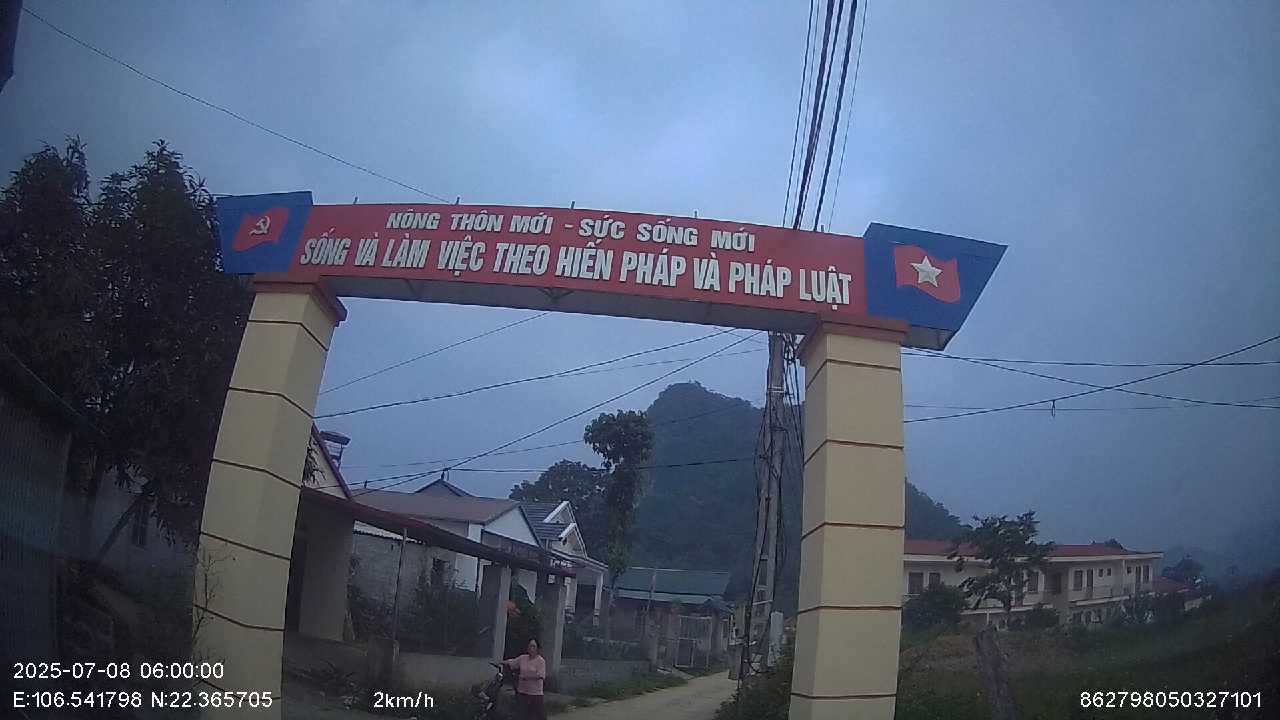 NÔNG THÔN MỚI - SỨC SỐNG MỚI
SỐNG VÀ LÀM VIỆC THEO HIẾN PHÁP VÀ PHÁP LUẬT
2025-07-08 06:00:00
E:106.541798 N:22.365705
2km/h
862798050327101